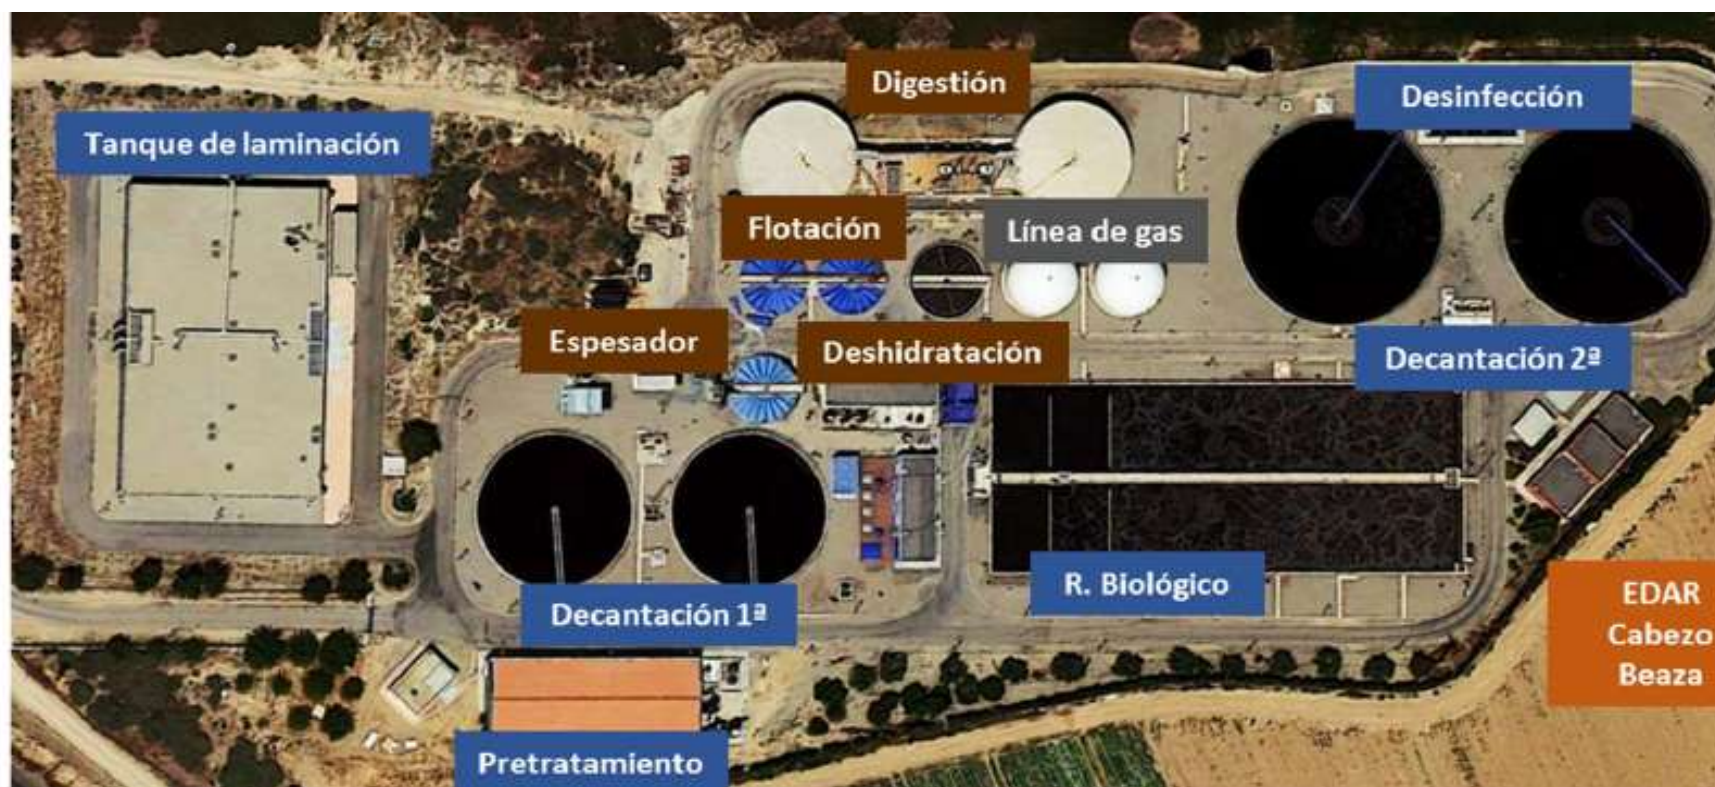 Digestión
Desinfección
Tanque de laminación
Flotación
Línea de gas
Espesador
Deshidratación
Decantación 2ª
R. Biológico
Decantación 1ª
EDAR
Cabezo
Beaza
Pretratamiento